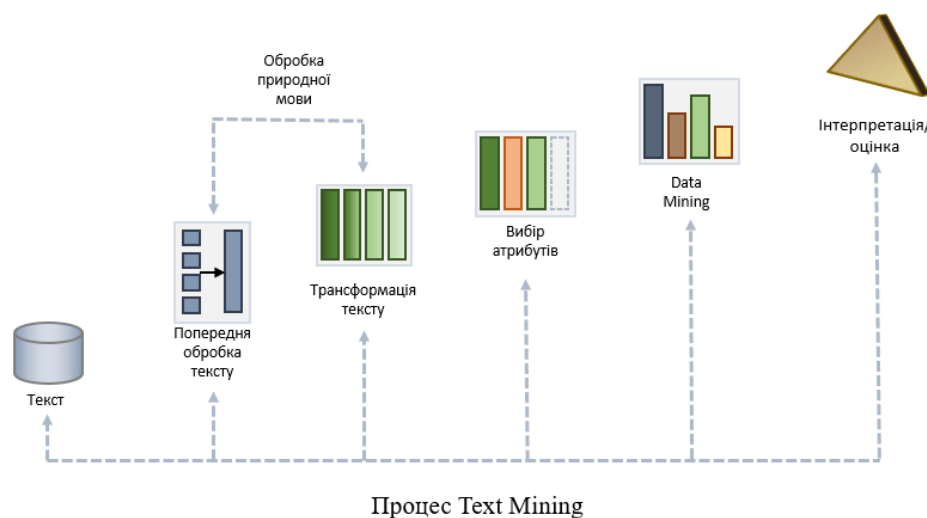 Обробка
природної
мови
Текст
Попередня
обробка
тексту
Трансформація
тексту
Вибір
атрибутів
Data
Mining
Інтерпретація/
оцінка
Процес Text Mining